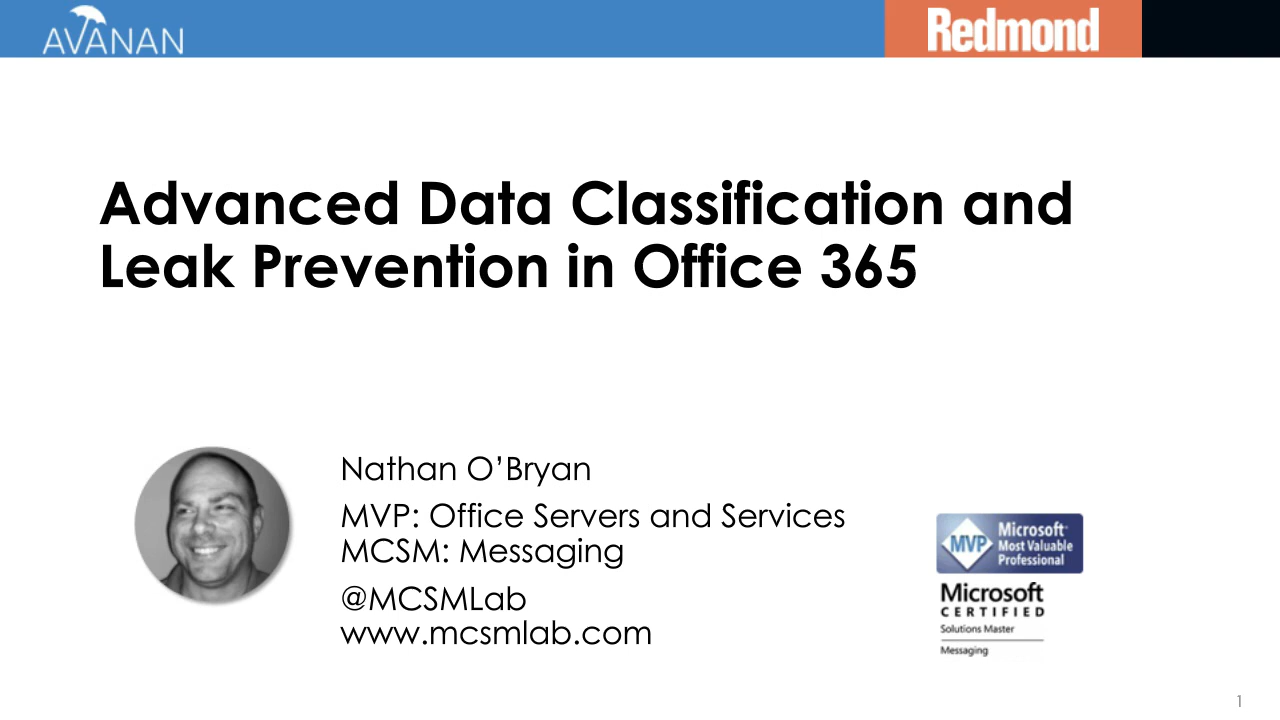 AVANAN
Redmond
Advanced Data Classification and
Leak Prevention in Office 365
Nathan O’Bryan
MVP: Office Servers and Services
MCSM: Messaging
@MCSMLab
www.mcsmlab.com
MVP
Microsoft
Most Valuable
Professional
Microsoft
CERTIFIED
Solutions Master
Messaging
1